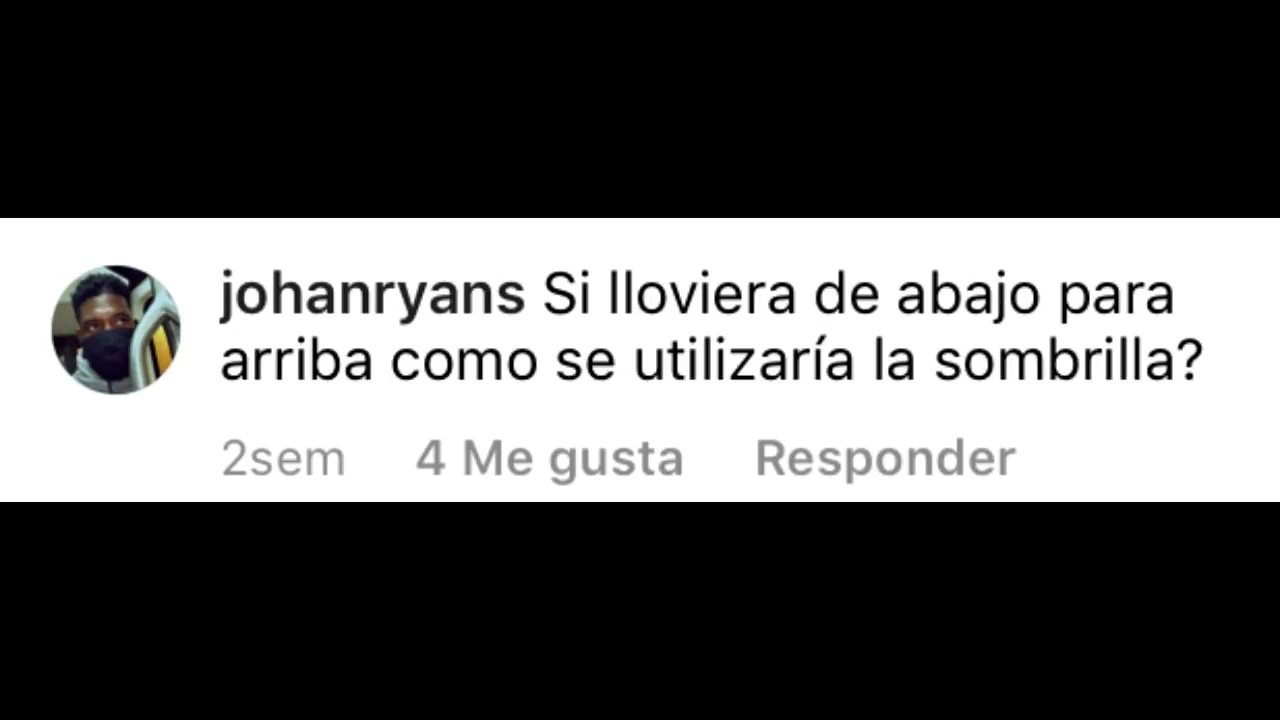 johanryans Si lloviera de abajo para
arriba como se utilizaría la sombrilla?
2sem 4 Me gusta Responder